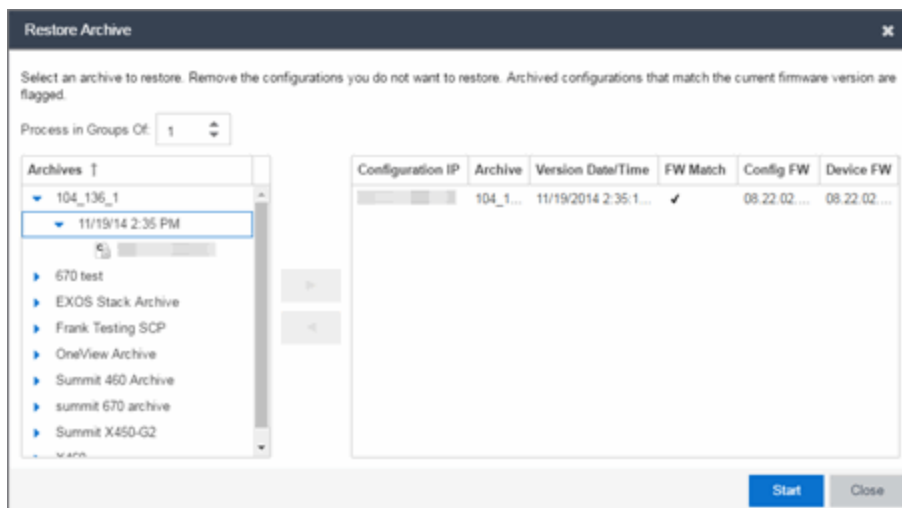 Restore Archive
Select an archive to restore. Remove the configurations you do not want to restore. Archived configurations that match the current firmware version are
flagged.
Process in Groups Of: 1
Archives ↑
104_136_1
11/19/14 2:35 PM
670 test
EXOS Stack Archive
Frank Testing SCP
OneView Archive
Summit 460 Archive
summit 670 archive
Summit X450-G2
X460
Configuration IP Archive Version Date/Time FW Match Config FW Device FW
104_1... 11/19/2014 2:35:1... ✔ 08.22.02.... 08.22.02....
Start Close